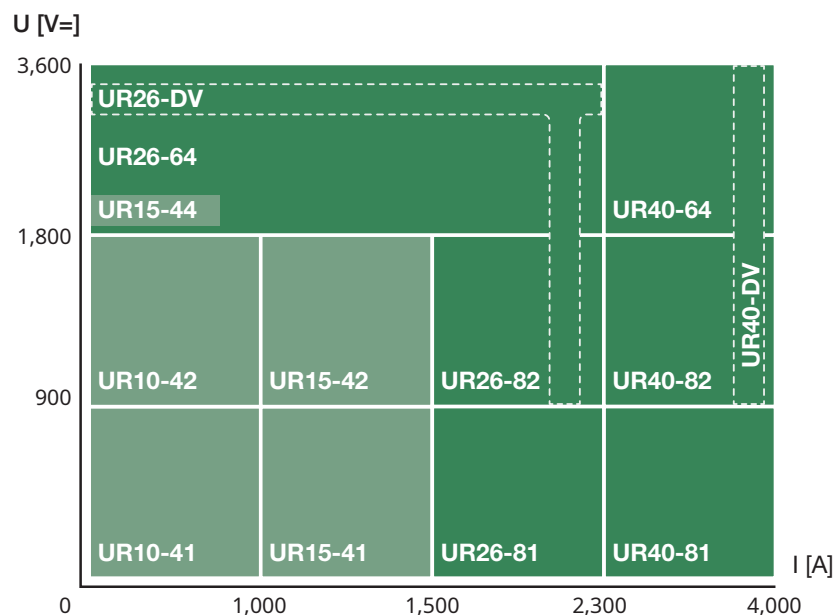 U [V=]
3,600
UR26-DV
UR26-64
UR15-44
UR40-64
1,800
UR40-DV
UR10-42
UR15-42
UR26-82
UR40-82
900
UR10-41
UR15-41
UR26-81
UR40-81
I [A]
0
1,000
1,500
2,300
4,000